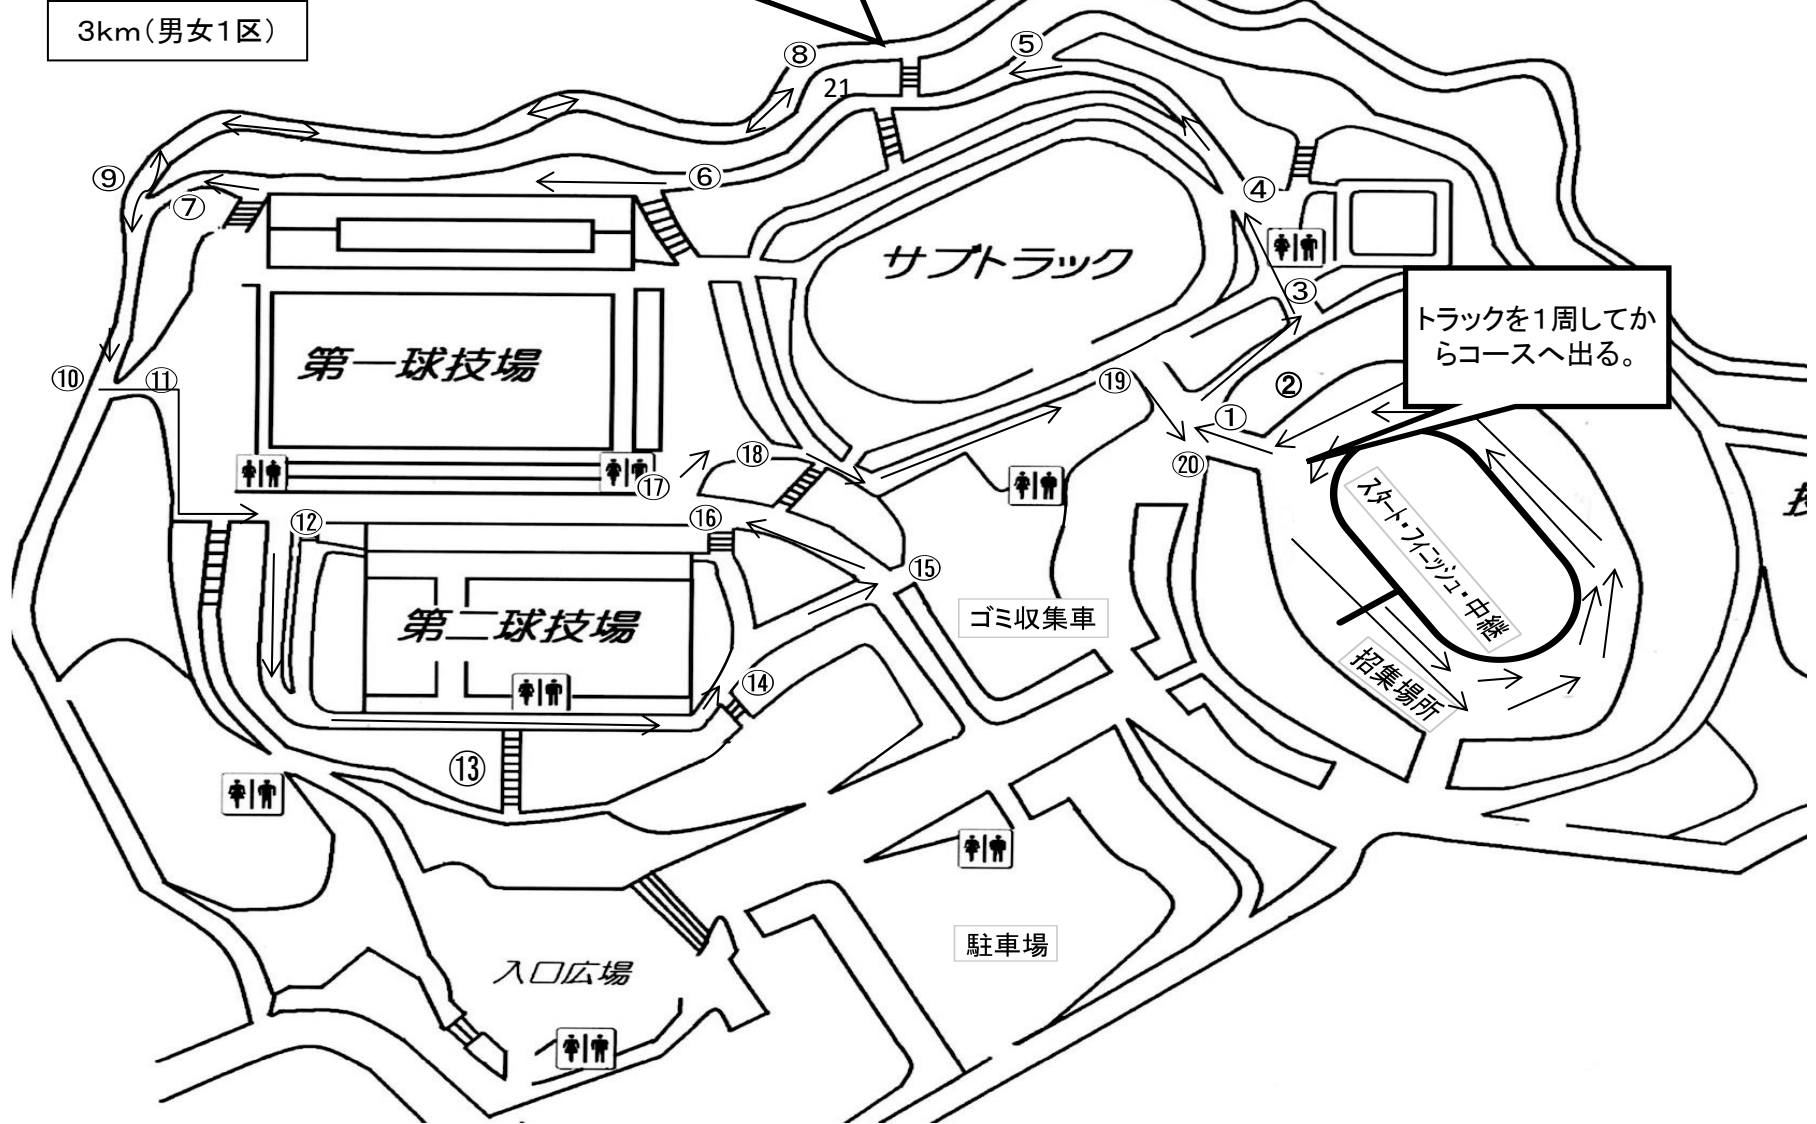 3km（男女1区）
⑧
⑤
21
⑨
⑥
④
⑦
サブトラック
③
トラックを１周してか
らコースへ出る。
第一球技場
⑩
⑪
⑲
②
①
⑱
⑳
⑰
スタート・フィニッシュ・中継
⑯
⑫
⑮
ゴミ収集車
第二球技場
招集場所
⑭
⑬
駐車場
入口広場